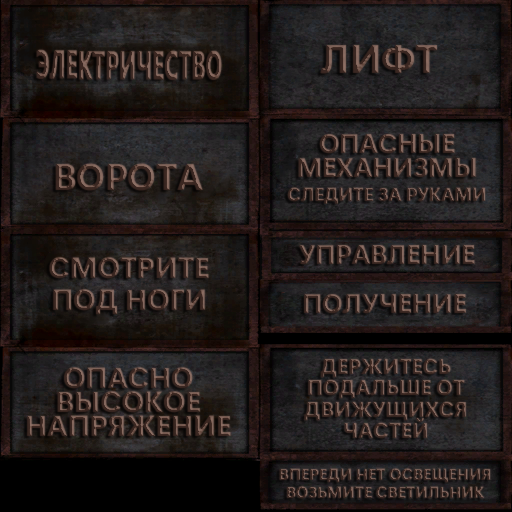 ЭЛЕКТРИЧЕСТВО
ЛИФТ
ВОРОТА
ОПАСНЫЕ
МЕХАНИЗМЫ
СЛЕДИТЕ ЗА РУКАМИ
СМОТРИТЕ
ПОД НОГИ
УПРАВЛЕНИЕ
ПОЛУЧЕНИЕ
ОПАСНО
ВЫСОКОЕ
НАПРЯЖЕНИЕ
ДЕРЖИТЕСЬ
ПОДАЛЬШЕ ОТ
ДВИЖУЩИХСЯ
ЧАСТЕЙ
ВПЕРЕДИ НЕТ ОСВЕЩЕНИЯ
ВОЗЬМИТЕ СВЕТИЛЬНИК